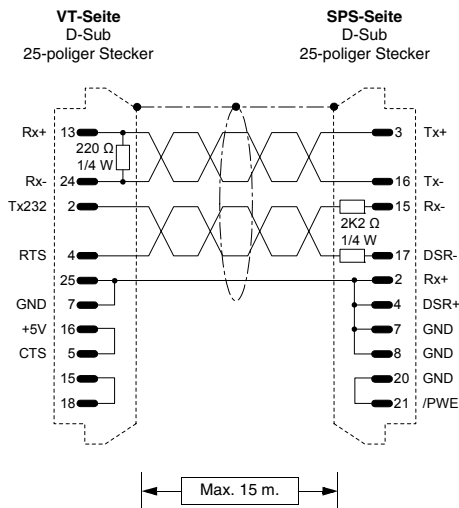 VT-Seite
D-Sub
25-poliger Stecker
SPS-Seite
D-Sub
25-poliger Stecker
Rx+ 13
3 Tx+
220 Ω
1/4 W
Rx- 24
16 Tx-
Tx232 2
15 Rx-
2K2 Ω
1/4 W
RTS 4
17 DSR-
25
2 Rx+
GND 7
4 DSR+
+5V 16
7 GND
CTS 5
8 GND
15
20 GND
18
21 /PWE
Max. 15 m.